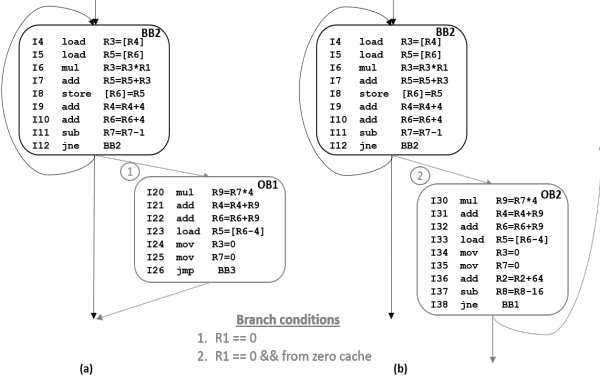 BB2
I4 load R3=[R4]
I5 load R5=[R6]
I6 mul R3=R3*R1
I7 add R5=R5+R3
I8 store [R6]=R5
I9 add R4=R4+4
I10 add R6=R6+4
I11 sub R7=R7-1
I12 jne BB2
1
OB1
I20 mul R9=R7*4
I21 add R4=R4+R9
I22 add R6=R6+R9
I23 load R5=[R6-4]
I24 mov R3=0
I25 mov R7=0
I26 jmp BB3
BB2
I4 load R3=[R4]
I5 load R5=[R6]
I6 mul R3=R3*R1
I7 add R5=R5+R3
I8 store [R6]=R5
I9 add R4=R4+4
I10 add R6=R6+4
I11 sub R7=R7-1
I12 jne BB2
2
OB2
I30 mul R9=R7*4
I31 add R4=R4+R9
I32 add R6=R6+R9
I33 load R5=[R6-4]
I34 mov R3=0
I35 mov R7=0
I36 add R2=R2+64
I37 sub R8=R8-16
I38 jne BB1
Branch conditions
1. R1 == 0
2. R1 == 0 && from zero cache
(a)
(b)